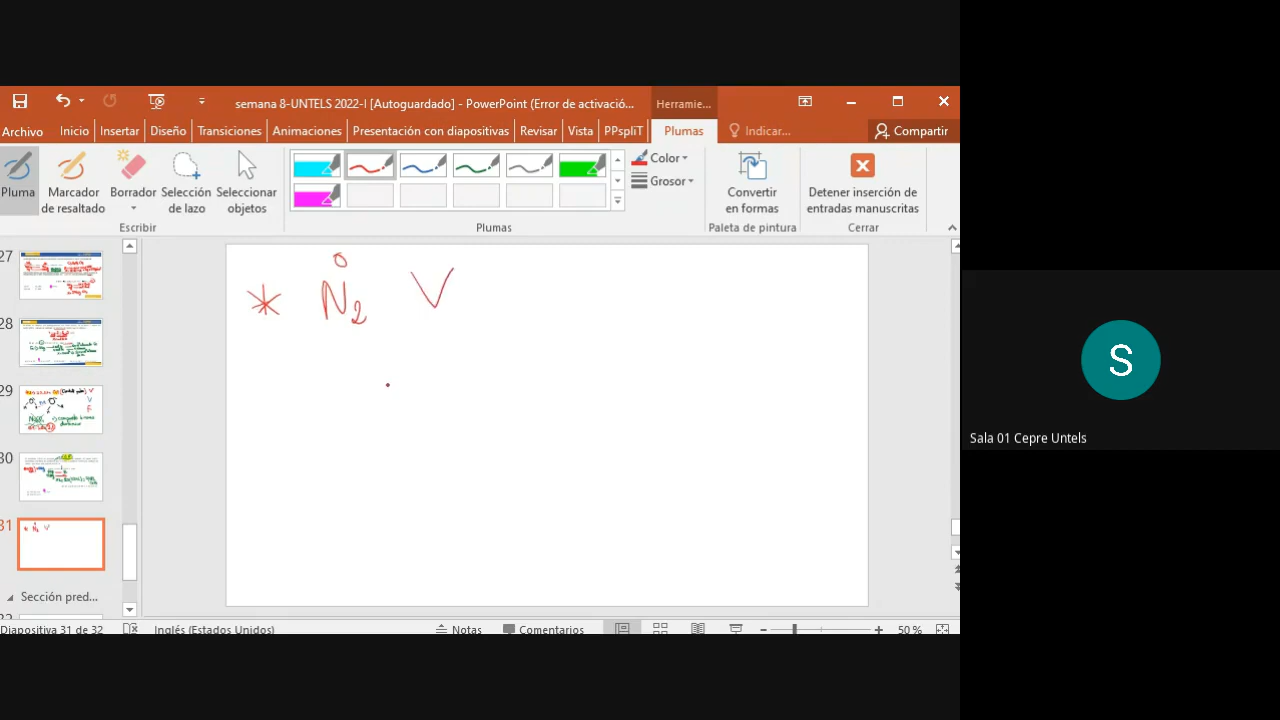 semana 8-UNTELS 2022-I [Autoguardado] - PowerPoint (Error de activació... Herramie...
Archivo Inicio Insertar Diseño Transiciones Animaciones Presentación con diapositivas Revisar Vista PPspliT Plumas Indicar... Compartir
Pluma Marcador de resaltado Borrador Selección de lazo Seleccionar objetos
Color
Grosor
Convertir en formas
Detener inserción de entradas manuscritas
Escribir Plumas Paleta de pintura Cerrar
27
28
29
30
31
0
* N2 V
Sección pred...
32
Diapositiva 31 de 32 Inglés (Estados Unidos) Notas Comentarios 50 %
S
Sala 01 Cepre Untels